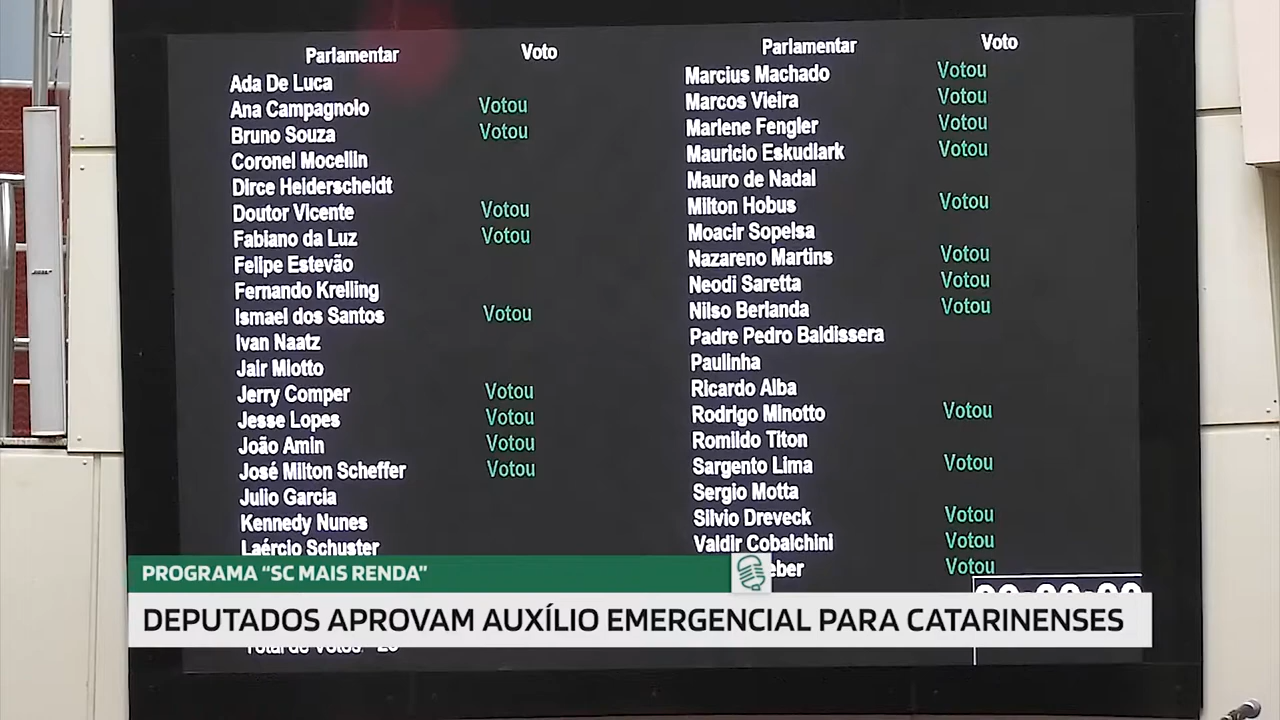 Parlamentar Voto
Ada De Luca
Ana Campagnolo Votou
Bruno Souza Votou
Coronel Mocellin
Dirce Heiderscheidt
Doutor Vicente Votou
Fabiano da Luz Votou
Felipe Estevão
Fernando Krelling
Ismael dos Santos Votou
Ivan Naatz
Jair Miotto
Jerry Comper Votou
Jesse Lopes Votou
João Amin Votou
José Milton Scheffer Votou
Julio Garcia
Kennedy Nunes
Laércio Schuster
Parlamentar Voto
Marcius Machado Votou
Marcos Vieira Votou
Marlene Fengler Votou
Mauricio Eskudlark Votou
Mauro de Nadal
Milton Hobus Votou
Moacir Sopelsa
Nazareno Martins Votou
Neodi Saretta Votou
Nilso Berlanda Votou
Padre Pedro Baldissera
Paulinha
Ricardo Alba
Rodrigo Minotto Votou
Romildo Titon
Sargento Lima Votou
Sergio Motta
Silvio Dreveck Votou
Valdir Cobalchini Votou
eber Votou
PROGRAMA “SC MAIS RENDA”
DEPUTADOS APROVAM AUXÍLIO EMERGENCIAL PARA CATARINENSES
Total de Votos